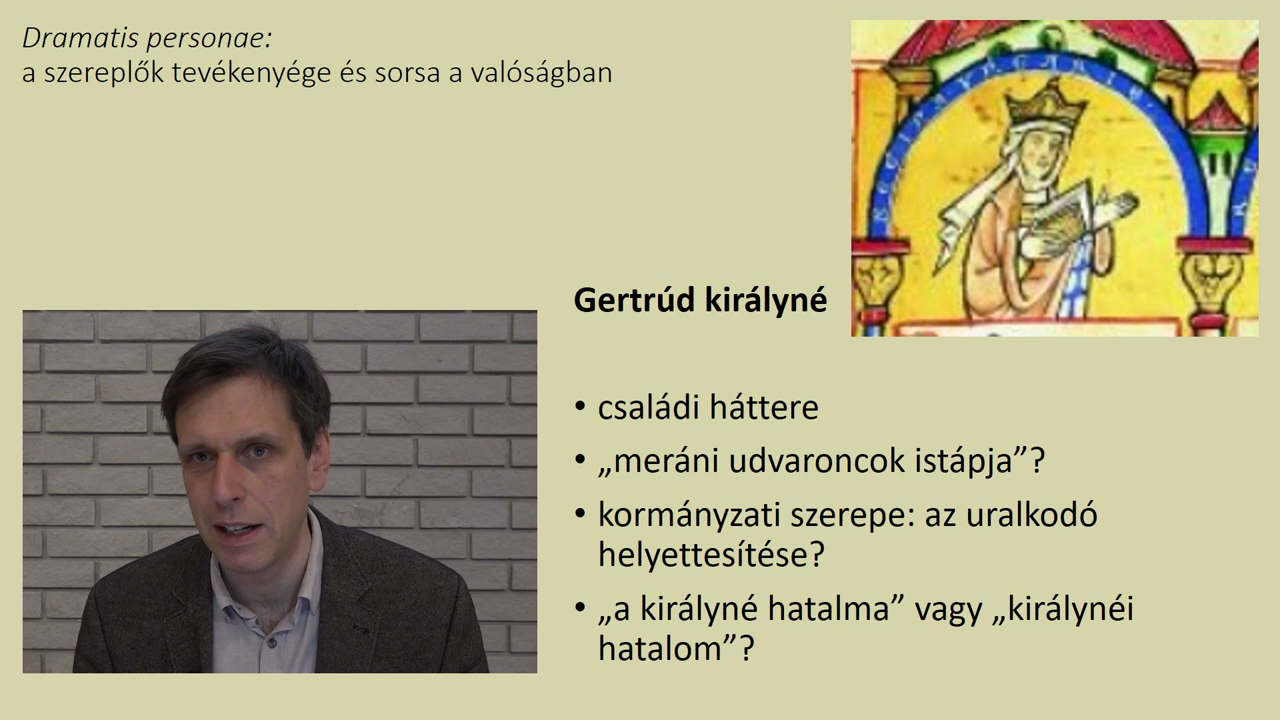 Dramatis personae:
a szereplők tevékenyége és sorsa a valóságban
Gertrúd királyné
• családi háttere
• „meráni udvaroncok istápja”?
• kormányzati szerepe: az uralkodó
helyettesítése?
• „a királyné hatalma” vagy „királynéi
hatalom”?